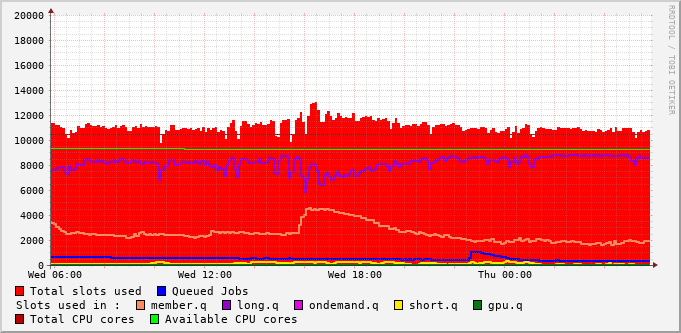 20000
18000
16000
14000
12000
10000
8000
6000
4000
2000
0
Wed 06:00 Wed 12:00 Wed 18:00 Thu 00:00
Total slots used Queued Jobs
Slots used in : member.q long.q ondemand.q short.q gpu.q
Total CPU cores Available CPU cores
RRDTOOL / TOBI OETIKER